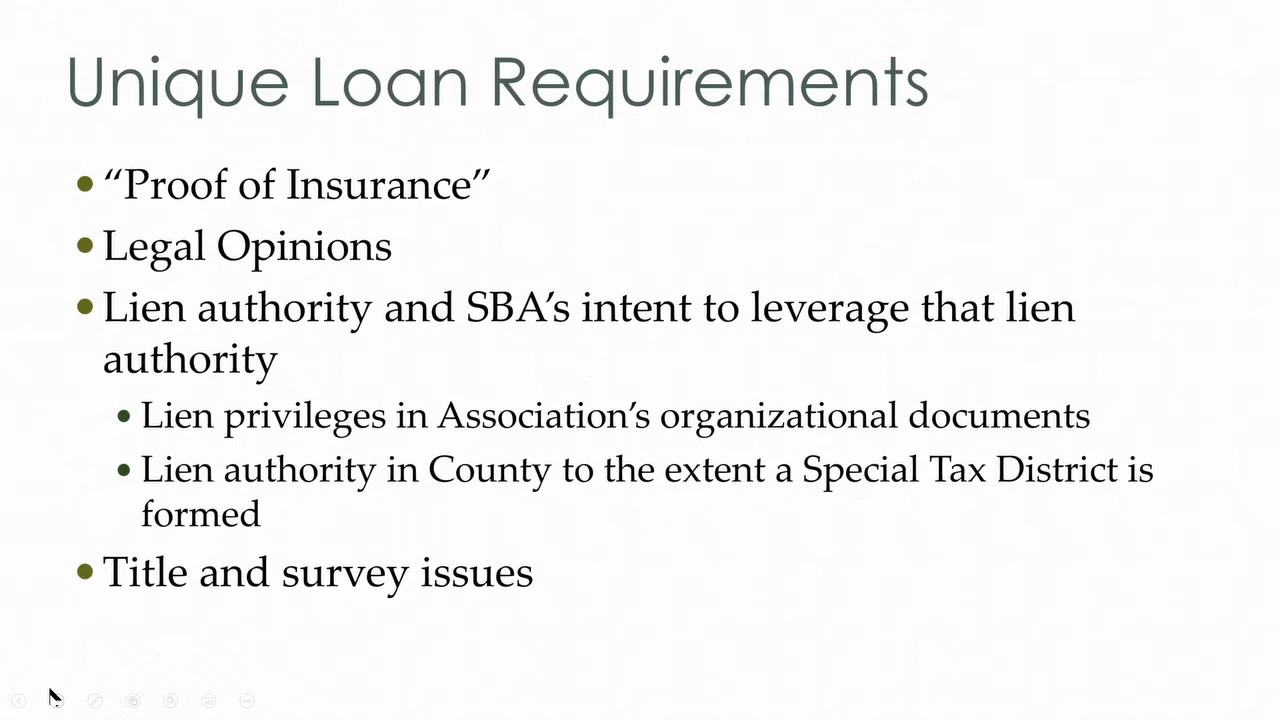 Unique Loan Requirements
• “Proof of Insurance”
• Legal Opinions
• Lien authority and SBA’s intent to leverage that lien
authority
• Lien privileges in Association’s organizational documents
• Lien authority in County to the extent a Special Tax District is
formed
• Title and survey issues